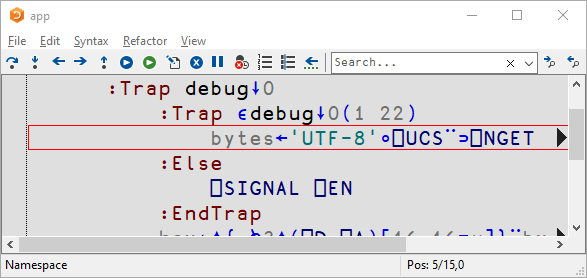 app
File Edit Syntax Refactor View
Search...
:Trap debug↓0
:Trap ∊debug↓0(1 22)
bytes←'UTF-8'∘⎕UCS¨⊃⎕NGET
:Else
⎕SIGNAL ⎕EN
:EndTrap
Namespace Pos: 5/15,0